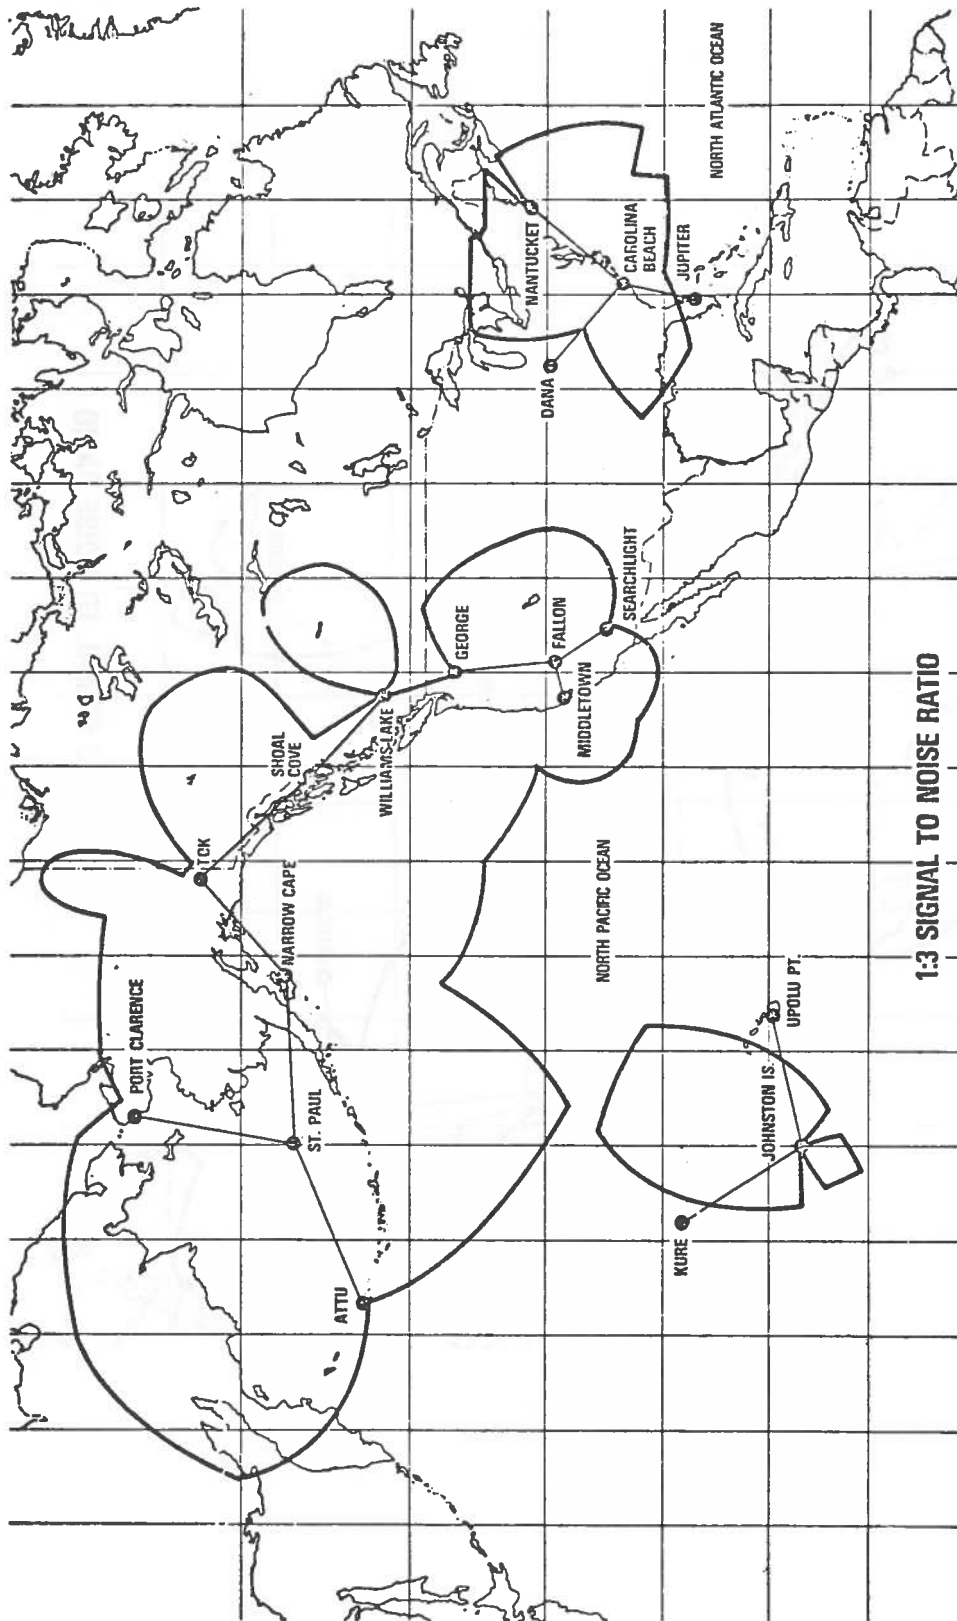 PORT CLARENCE
TCK
NARROW CAPE
ST. PAUL
ATTU
SHOAL
COVE
WILLIAMS LAKE
GEORGE
FALLON
MIDDLETOWN
SEARCHLIGHT
DANA
NANTUCKET
CAROLINA
BEACH
JUPITER
NORTH ATLANTIC OCEAN
NORTH PACIFIC OCEAN
KURE
JOHNSTON IS.
UPOLU PT.
1:3 SIGNAL TO NOISE RATIO